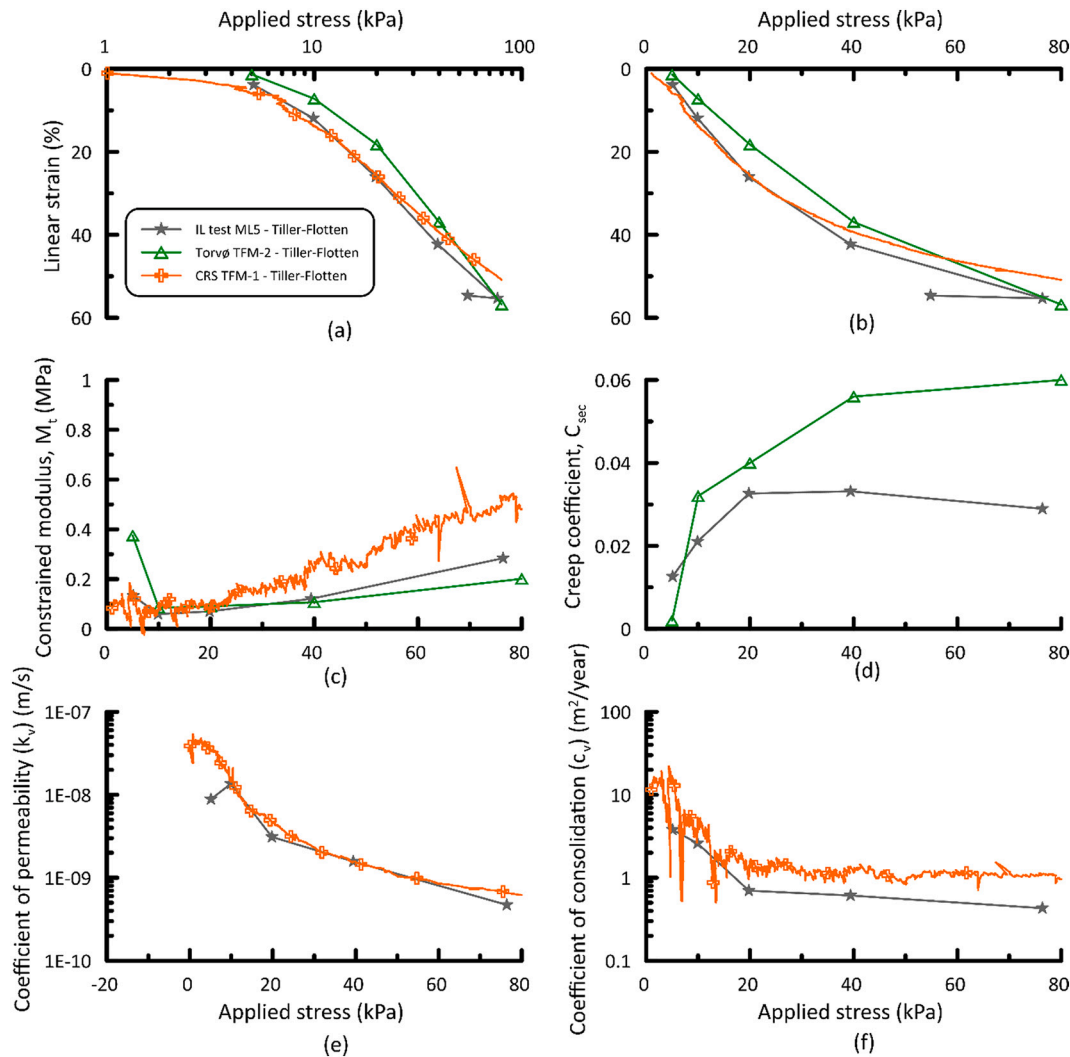 Applied stress (kPa)
1 10 100
Linear strain (%)
0
20
40
60
IL test ML5 - Tiller-Flotten
Torvø TFM-2 - Tiller-Flotten
CRS TFM-1 - Tiller-Flotten
(a)
Applied stress (kPa)
0 20 40 60 80
0
20
40
60
(b)
Constrained modulus, Mt (MPa)
1
0.8
0.6
0.4
0.2
0
0 20 40 60 80
(c)
Creep coefficient, Csec
0.06
0.04
0.02
0
0 20 40 60 80
(d)
Coefficient of permeability (kv) (m/s)
1E-07
1E-08
1E-09
1E-10
-20 0 20 40 60 80
Applied stress (kPa)
(e)
Coefficient of consolidation (cv) (m²/year)
100
10
1
0.1
0 20 40 60 80
Applied stress (kPa)
(f)